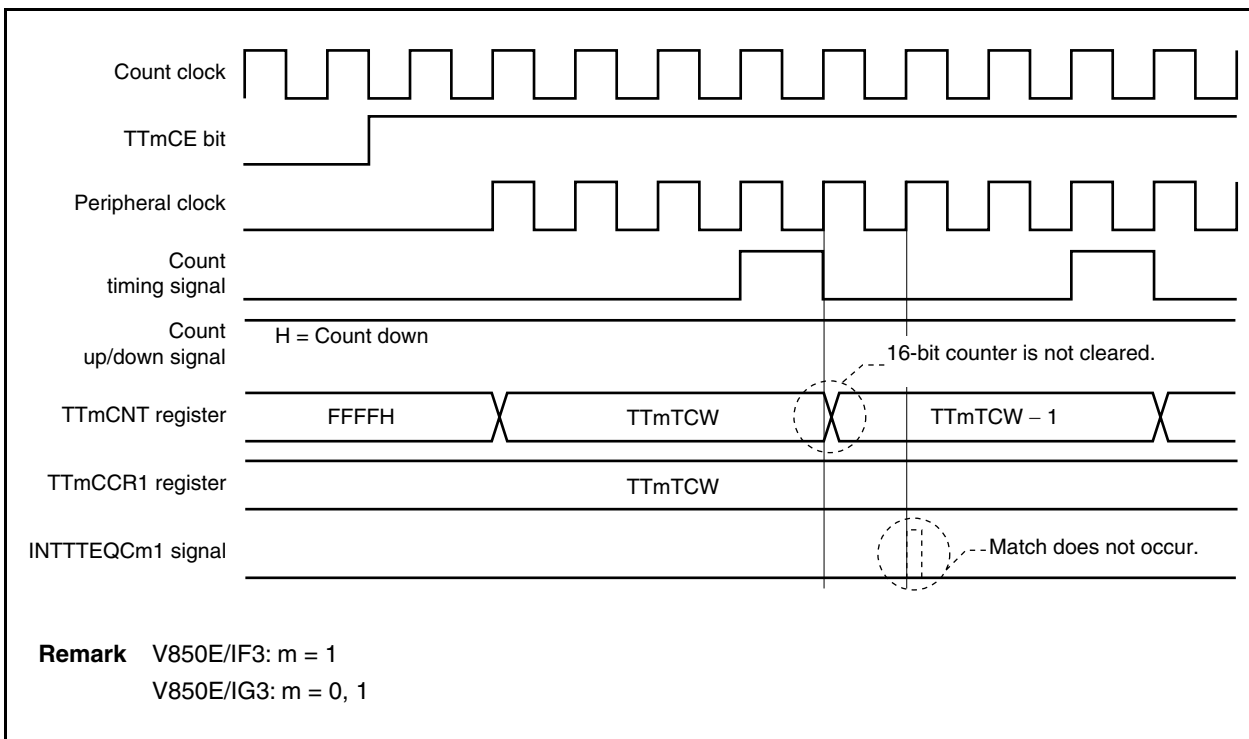 Count clock
TTmCE bit
Peripheral clock
Count
timing signal
Count
up/down signal
H = Count down
16-bit counter is not cleared.
TTmCNT register
FFFFH
TTmTCW
TTmTCW – 1
TTmCCR1 register
TTmTCW
INTTTEQCm1 signal
Match does not occur.
Remark V850E/IF3: m = 1
V850E/IG3: m = 0, 1